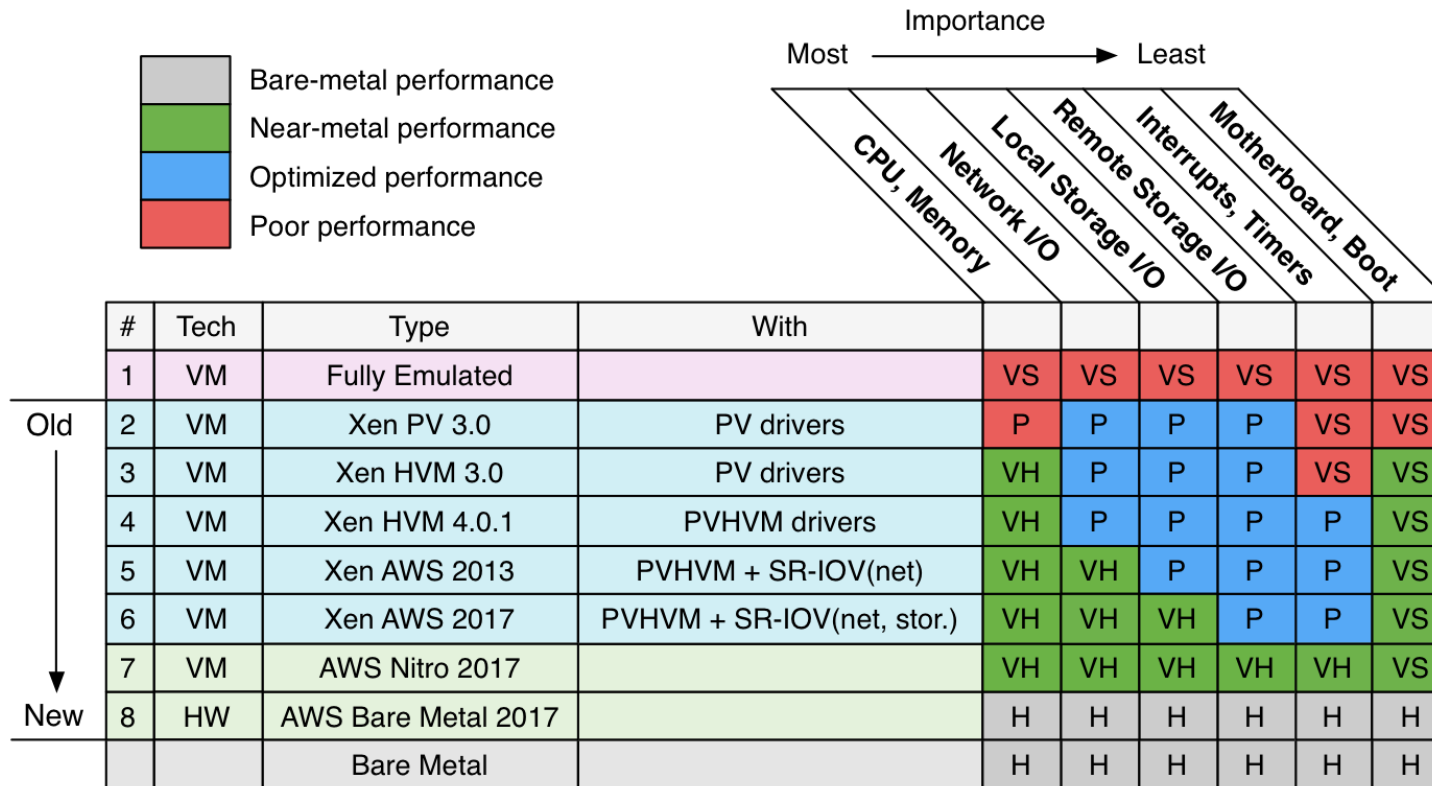 Importance
Most Least
Bare-metal performance
Near-metal performance
Optimized performance
Poor performance
CPU, Memory
Network I/O
Local Storage I/O
Remote Storage I/O
Interrupts, Timers
Motherboard, Boot
# Tech Type With
1 VM Fully Emulated VS VS VS VS VS VS
Old 2 VM Xen PV 3.0 PV drivers P P P P VS VS
3 VM Xen HVM 3.0 PV drivers VH P P P VS VS
4 VM Xen HVM 4.0.1 PVHVM drivers VH P P P P VS
5 VM Xen AWS 2013 PVHVM + SR-IOV(net) VH VH P P P VS
6 VM Xen AWS 2017 PVHVM + SR-IOV(net, stor.) VH VH VH P P VS
7 VM AWS Nitro 2017 VH VH VH VH VH VS
New 8 HW AWS Bare Metal 2017 H H H H H H
Bare Metal H H H H H H